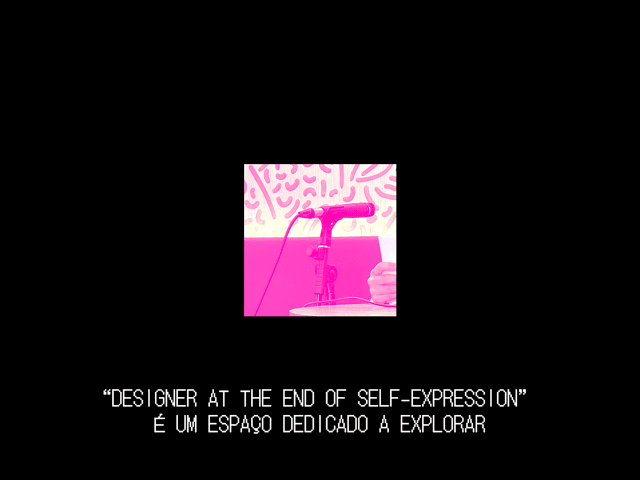 “DESIGNER AT THE END OF SELF-EXPRESSION”
É UM ESPAÇO DEDICADO A EXPLORAR